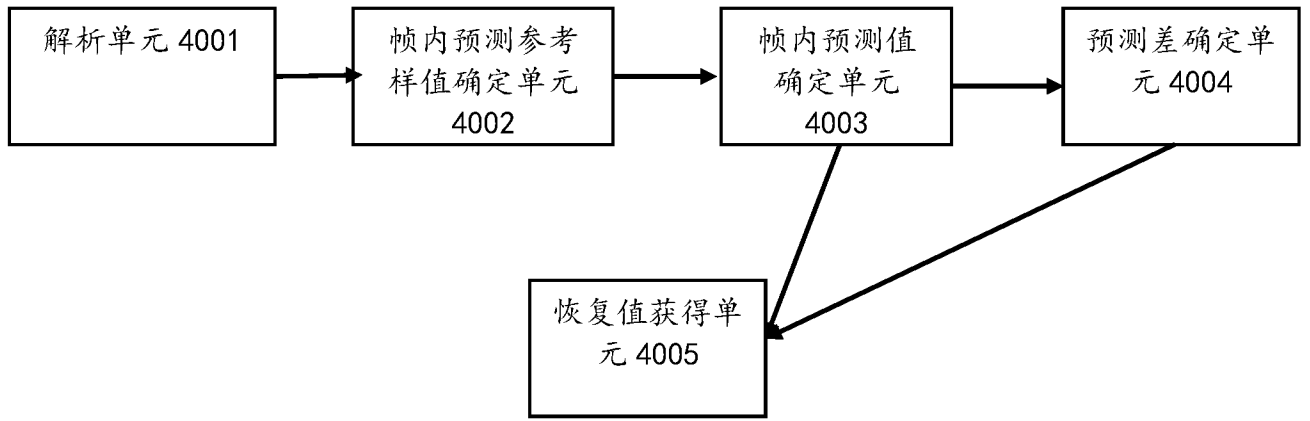 解析单元 4001
帧内预测参考
样值确定单元
4002
帧内预测值
确定单元
4003
预测差确定单
元 4004
恢复值获得单
元 4005